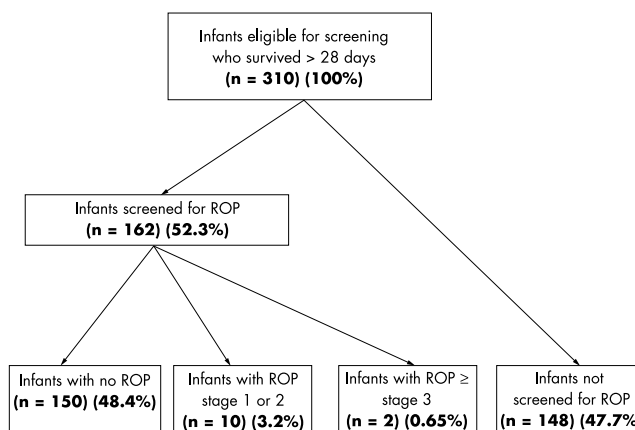 Infants eligible for screening
who survived > 28 days
(n = 310) (100%)
Infants screened for ROP
(n = 162) (52.3%)
Infants with no ROP
(n = 150) (48.4%)
Infants with ROP
stage 1 or 2
(n = 10) (3.2%)
Infants with ROP ≥
stage 3
(n = 2) (0.65%)
Infants not
screened for ROP
(n = 148) (47.7%